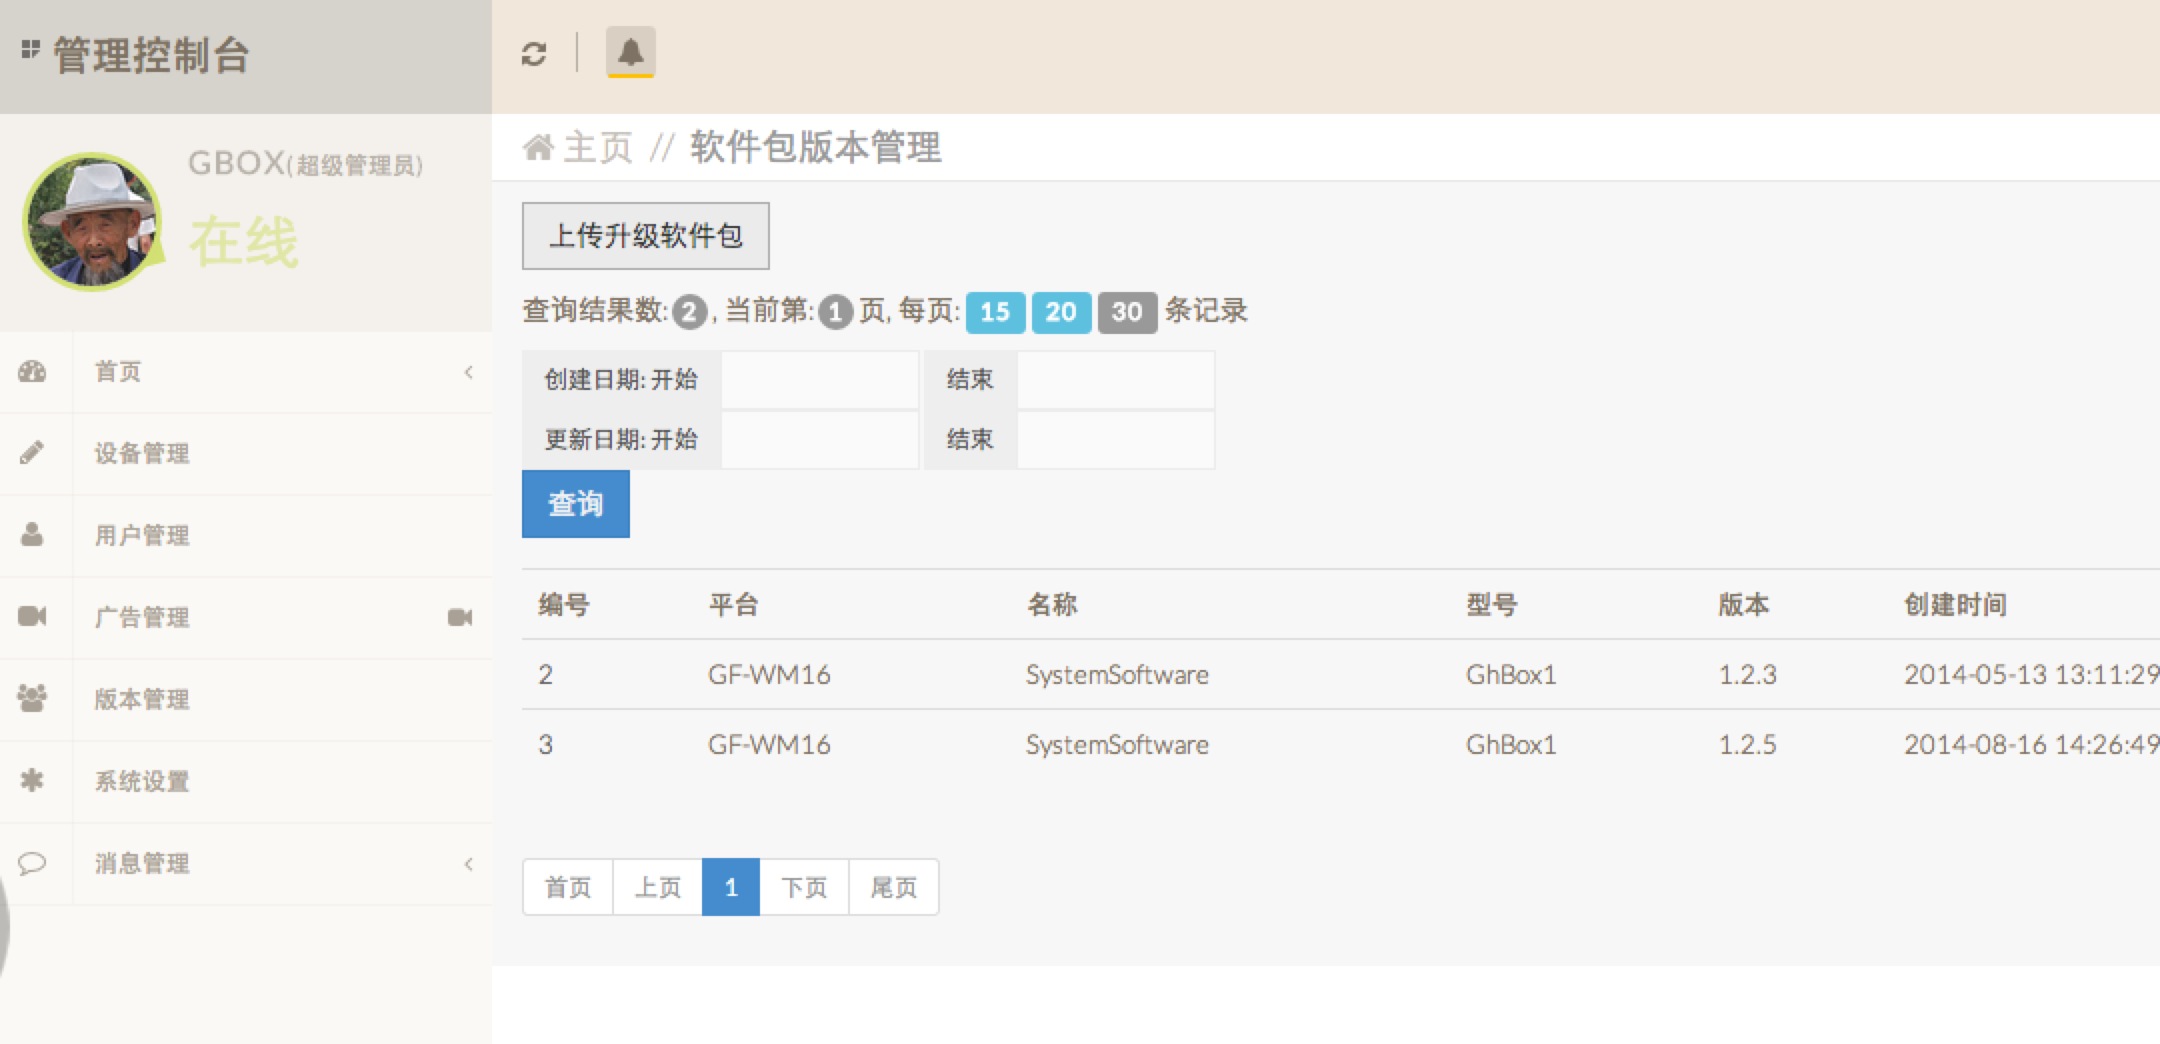 管理控制台
GBOX(超级管理员)
在线
首页
设备管理
用户管理
广告管理
版本管理
系统设置
消息管理
主页 // 软件包版本管理
上传升级软件包
查询结果数: 2 , 当前第: 1 页, 每页: 15 20 30 条记录
创建日期: 开始 结束
更新日期: 开始 结束
查询
编号 平台 名称 型号 版本 创建时间
2 GF-WM16 SystemSoftware GhBox1 1.2.3 2014-05-13 13:11:29
3 GF-WM16 SystemSoftware GhBox1 1.2.5 2014-08-16 14:26:49
首页 上页 1 下页 尾页